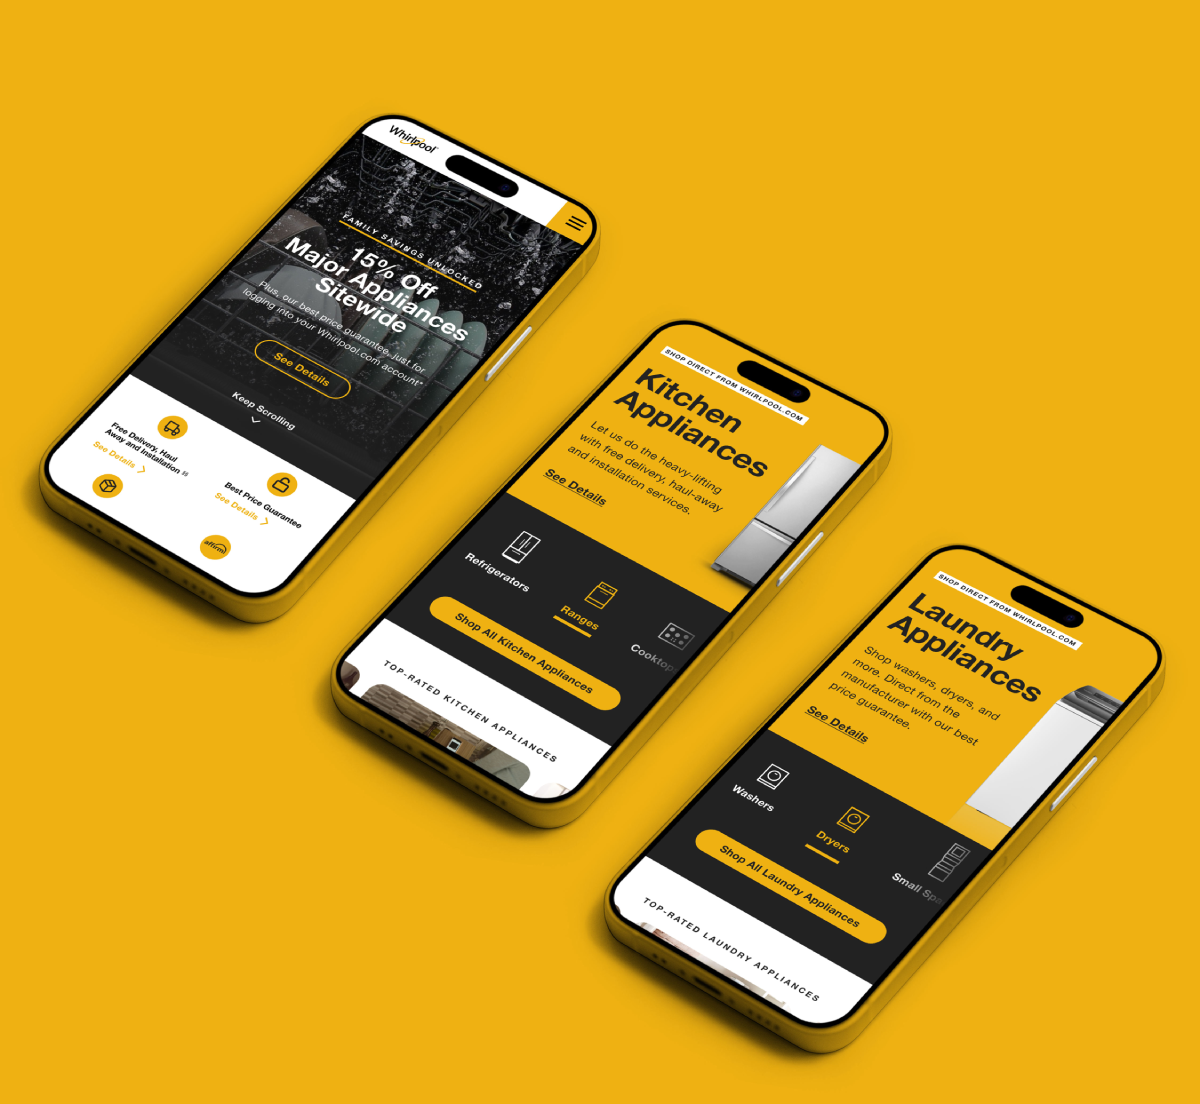 Whirlpool
FAMILY SAVINGS UNLOCKED
15% Off
Major Appliances
Sitewide
Plus, our best price guarantee, just for
logging into your Whirlpool.com account*
See Details
Keep Scrolling
Free Delivery, Haul
Away and Installation §§
See Details
Best Price Guarantee
See Details
affirm
SHOP DIRECT FROM WHIRLPOOL.COM
Kitchen
Appliances
Let us do the heavy-lifting
with free delivery, haul-away
and installation services.
See Details
Refrigerators
Ranges
Cooktop
Shop All Kitchen Appliances
TOP-RATED KITCHEN APPLIANCES
SHOP DIRECT FROM WHIRLPOOL.COM
Laundry
Appliances
Shop washers, dryers, and
more. Direct from the
manufacturer with our best
price guarantee.
See Details
Washers
Dryers
Small Spa
Shop All Laundry Appliances
TOP-RATED LAUNDRY APPLIANCES